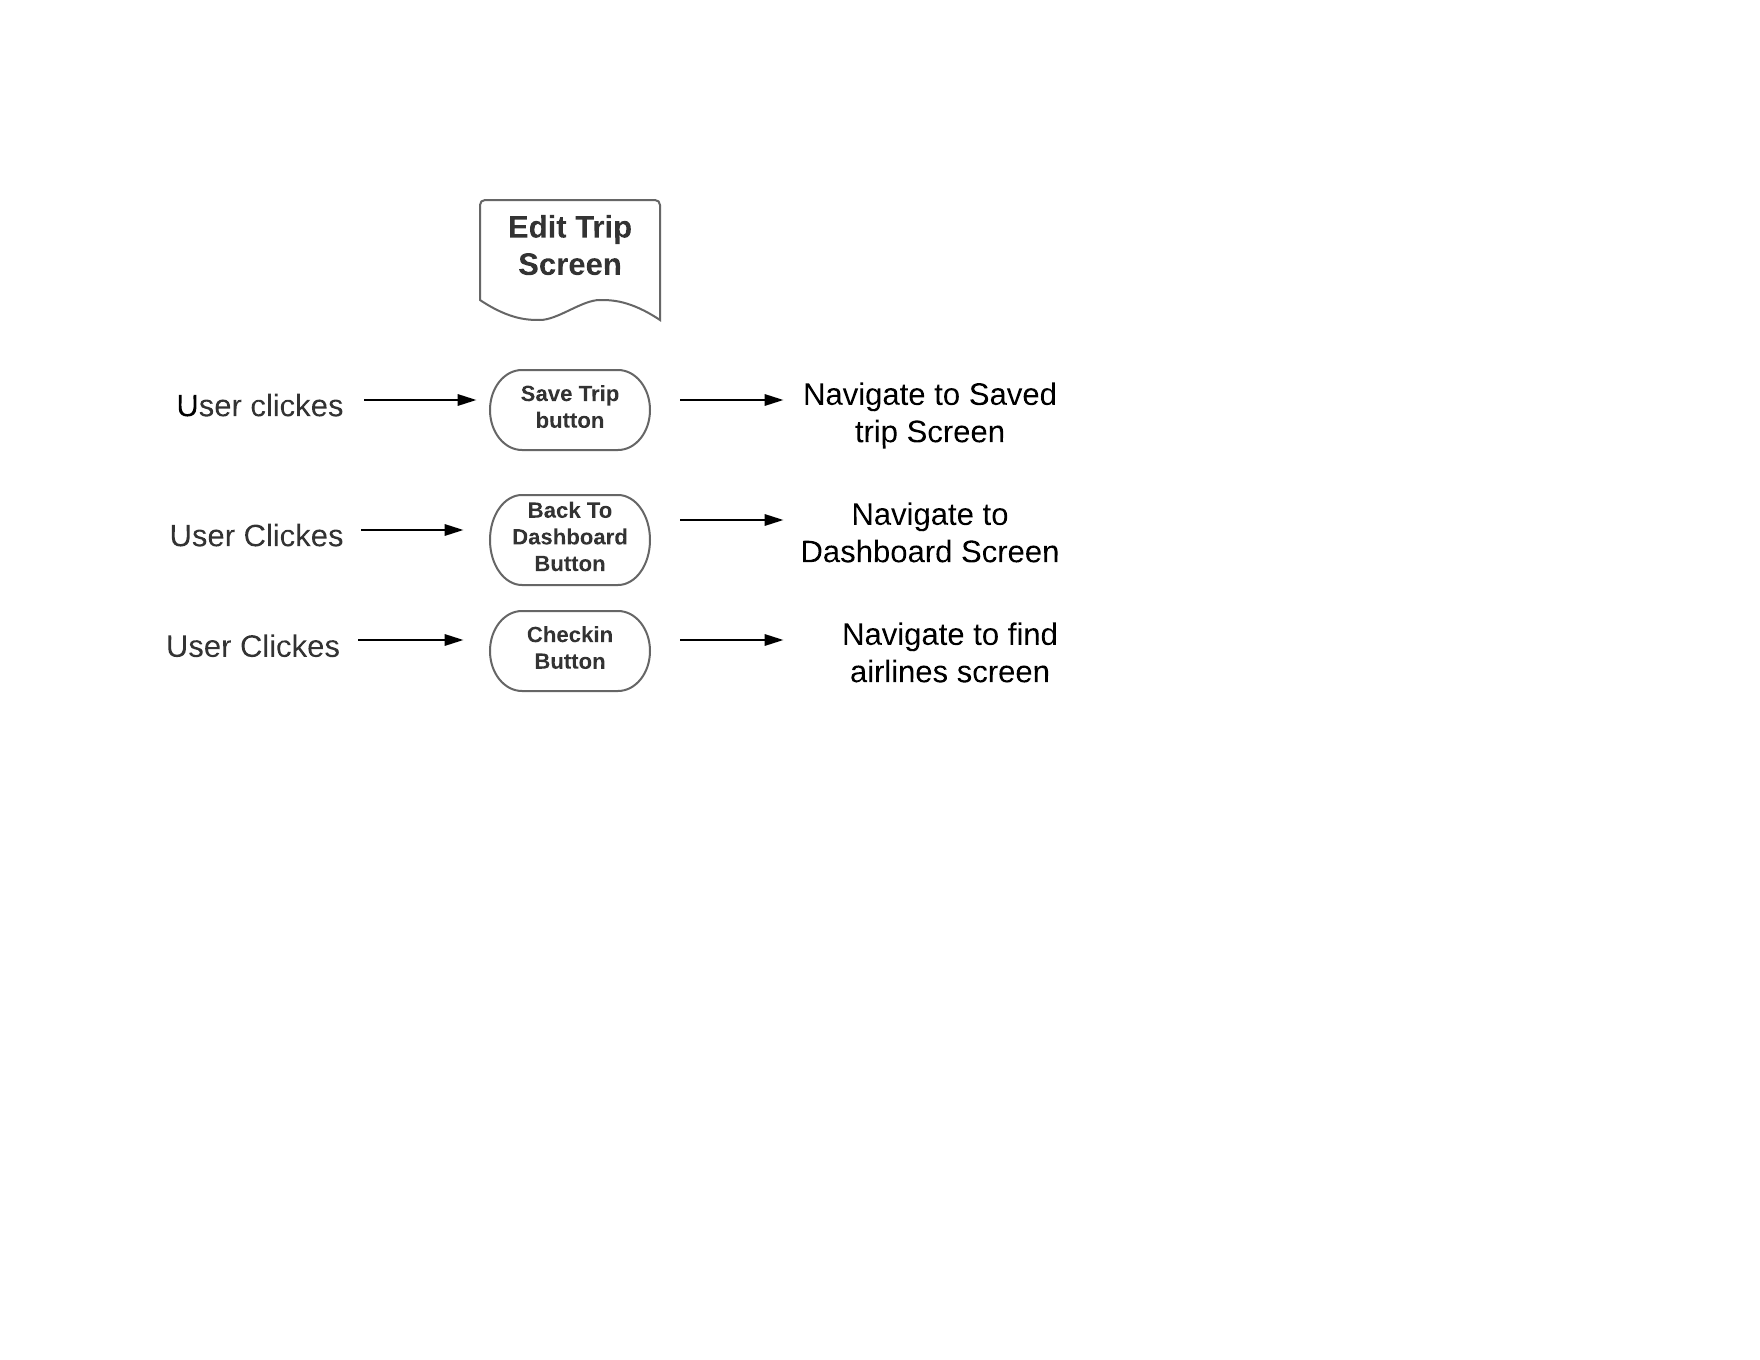 Edit Trip
Screen
User clickes
Save Trip
button
Navigate to Saved
trip Screen
User Clickes
Back To
Dashboard
Button
Navigate to
Dashboard Screen
User Clickes
Checkin
Button
Navigate to find
airlines screen